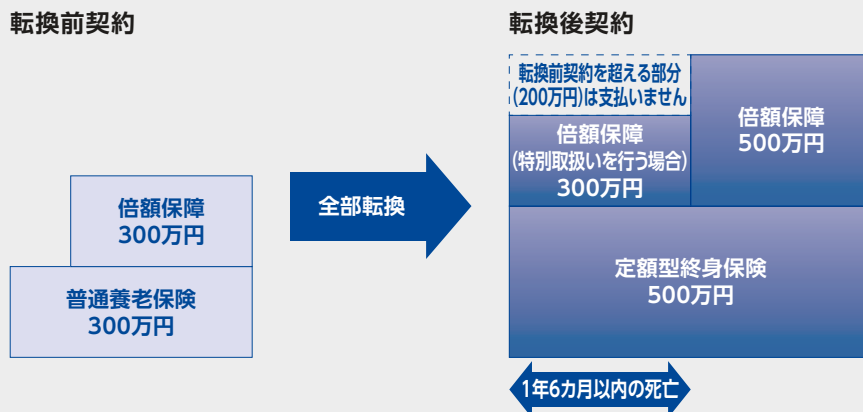 転換前契約
倍額保障
300万円
普通養老保険
300万円
全部転換
転換後契約
転換前契約を超える部分
(200万円)は支払いません
倍額保障
(特別取扱いを行う場合)
300万円
倍額保障
500万円
定額型終身保険
500万円
1年6カ月以内の死亡